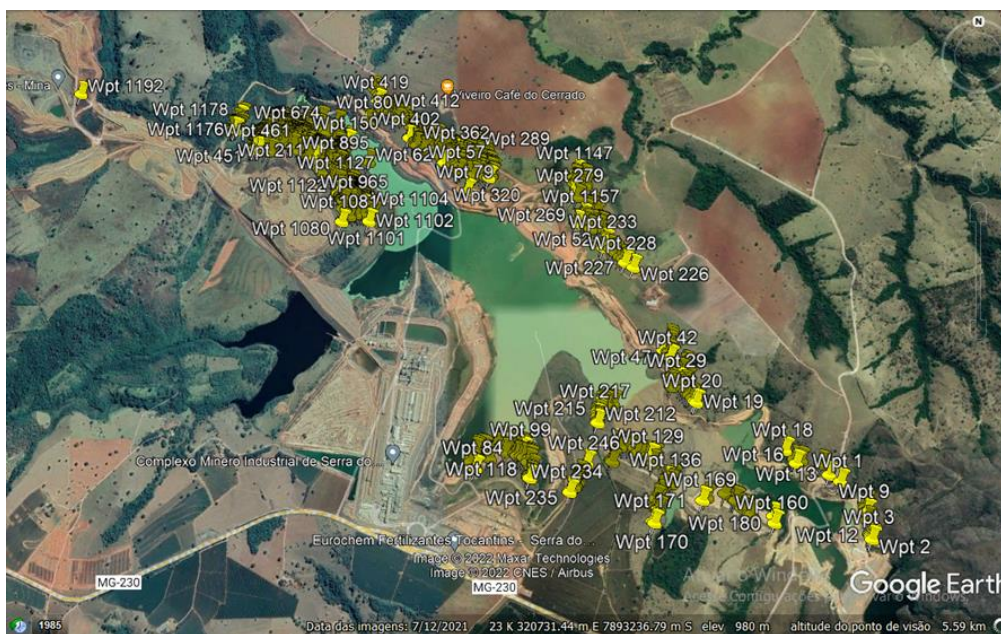 N
Wpt 419
es - Mina
Wpt 1192
Viveiro Café do Cerrado
Wpt 80
Wpt 412
Wpt 1178
Wpt 674
Wpt 402
Wpt 150
Wpt 1176
Wpt 461
Wpt 362
Wpt 289
Wpt 451
Wpt 211
Wpt 895
Wpt 62
Wpt 57
Wpt 1147
Wpt 1127
Wpt 79
Wpt 279
Wpt 1122
Wpt 965
Wpt 320
Wpt 1157
Wpt 1081
Wpt 1104
Wpt 269
Wpt 1080
Wpt 1102
Wpt 233
Wpt 1101
Wpt 52
Wpt 228
Wpt 227
Wpt 226
Wpt 42
Wpt 47
Wpt 29
Wpt 20
Wpt 19
Wpt 217
Wpt 215
Wpt 212
Wpt 99
Wpt 129
Wpt 18
Wpt 84
Wpt 246
Wpt 136
Wpt 16
Wpt 1
Complexo Minero Industrial de Serra do...
Wpt 118
Wpt 234
Wpt 169
Wpt 13
Wpt 9
Wpt 235
Wpt 171
Wpt 160
Wpt 3
Wpt 180
Wpt 12
Wpt 170
Wpt 2
Eurochem Fertilizantes Tocantins - Serra do
Image © 2022 Maxar Technologies
Image © 2022 CNES / Airbus
MG-230
MG-230
Google Earth
1985
Data das imagens: 7/12/2021 23 K 320731.44 m E 7893236.79 m S elev. 980 m altitude do ponto de visão 5.59 km